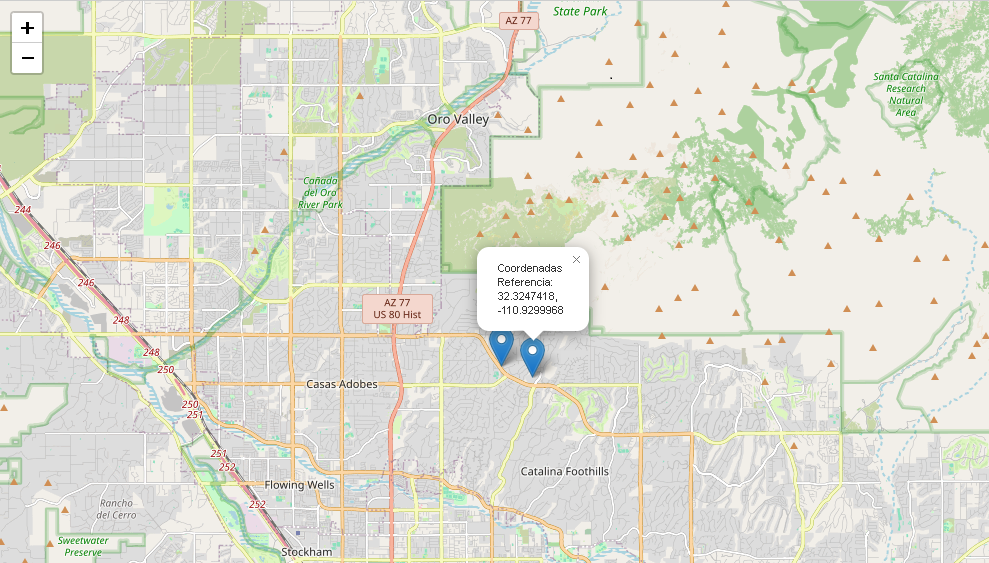 +
−
State Park
AZ 77
Santa Catalina
Research
Natural
Area
Oro Valley
Cañada
del Oro
River Park
244
246
246
Coordenadas
Referencia:
32.3247418,
-110.9299968
×
AZ 77
US 80 Hist
248
248
250
Casas Adobes
250
251
251
252
Catalina Foothills
Flowing Wells
252
Rancho
del Cerro
Sweetwater
Preserve
Stockham